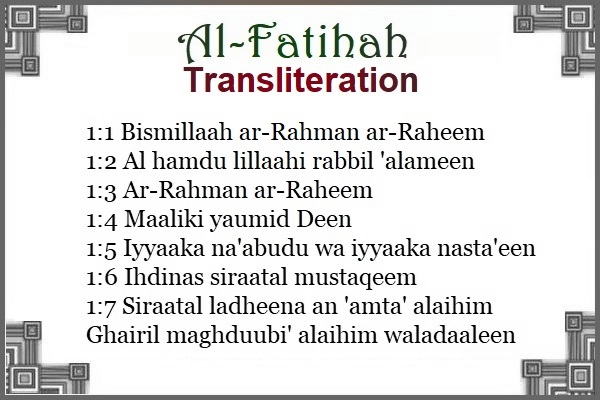 Al-Fatihah
Transliteration
1:1 Bismillaah ar-Rahman ar-Raheem
1:2 Al hamdu lillaahi rabbil 'alameen
1:3 Ar-Rahman ar-Raheem
1:4 Maaliki yaumid Deen
1:5 Iyyaaka na'abudu wa iyyaaka nasta'een
1:6 Ihdinas siraatal mustaqeem
1:7 Siraatal ladheena an 'amta' alaihim
Ghairil maghduubi' alaihim waladaaleen